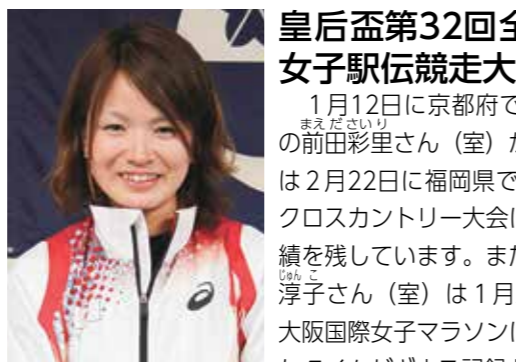 皇后盃第32回全
女子駅伝競走大
1月12日に京都府で
まえださいり
の前田彩里さん(室)か
は2月22日に福岡県で
クロスカントリー大会に
績を残しています。また
じゅんこ
淳子さん(室)は1月
大阪国際女子マラソンに